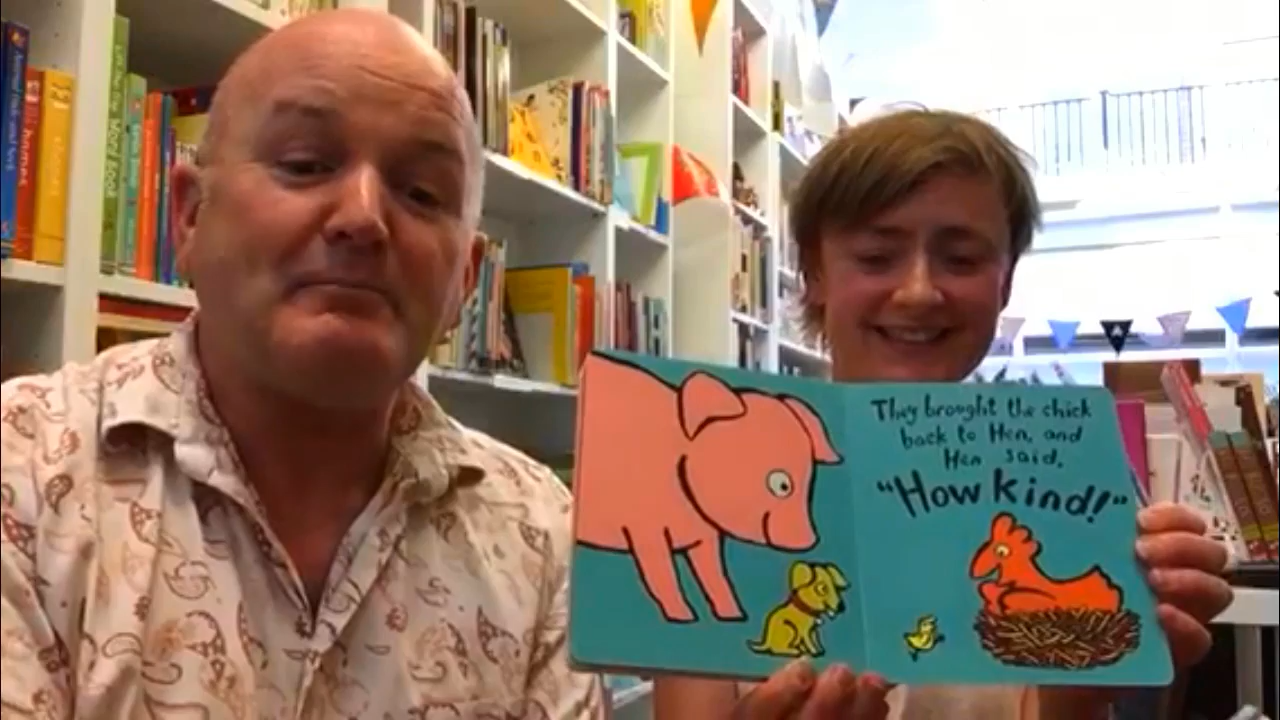 They brought the chick
back to Hen, and
Hen said,
"How kind!"